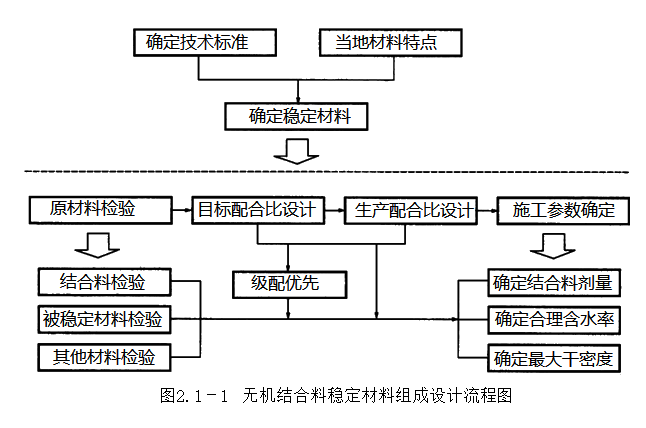 确定技术标准
当地材料特点
确定稳定材料
原材料检验
目标配合比设计
生产配合比设计
施工参数确定
结合料检验
级配优先
确定结合料剂量
被稳定材料检验
确定合理含水率
其他材料检验
确定最大干密度
图2.1-1 无机结合料稳定材料组成设计流程图